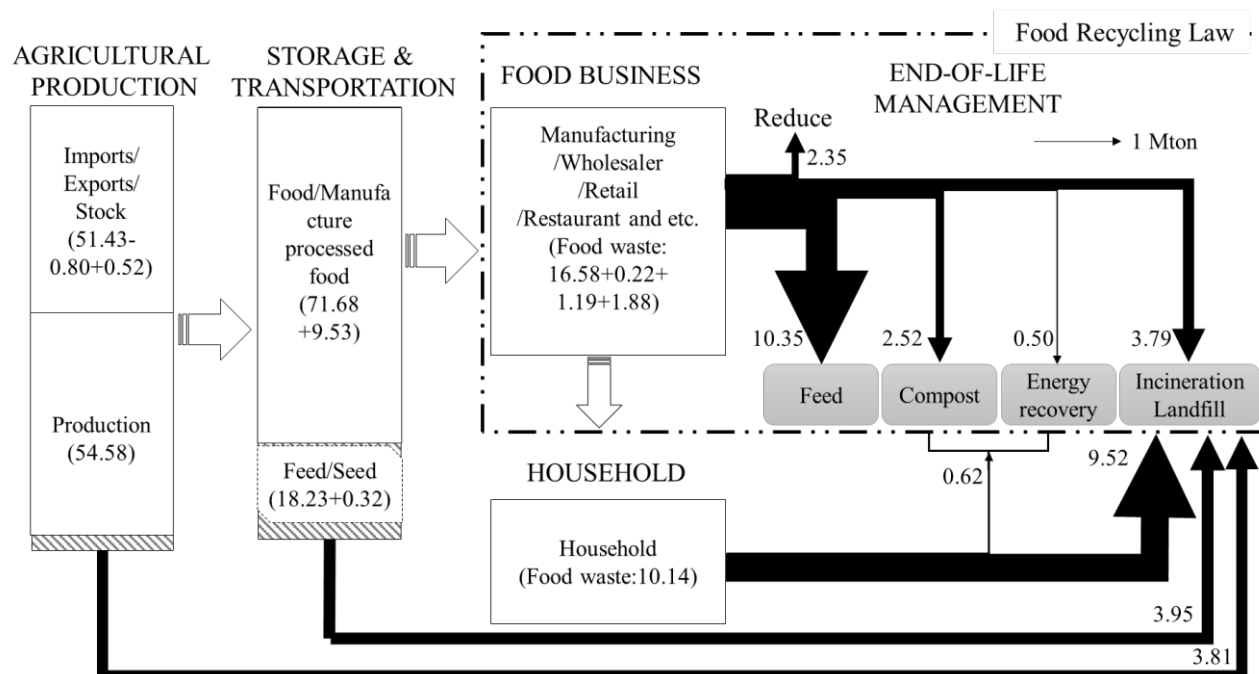 Food Recycling Law
AGRICULTURAL
PRODUCTION
Imports/
Exports/
Stock
(51.43-
0.80+0.52)
Production
(54.58)
STORAGE &
TRANSPORTATION
Food/Manufa
cture
processed
food
(71.68
+9.53)
Feed/Seed
(18.23+0.32)
FOOD BUSINESS
Manufacturing
/Wholesaler
/Retail
/Restaurant and etc.
(Food waste:
16.58+0.22+
1.19+1.88)
END-OF-LIFE
MANAGEMENT
Reduce
2.35
1 Mton
10.35
2.52
0.50
3.79
Feed
Compost
Energy
recovery
Incineration
Landfill
HOUSEHOLD
Household
(Food waste:10.14)
0.62
9.52
3.95
3.81